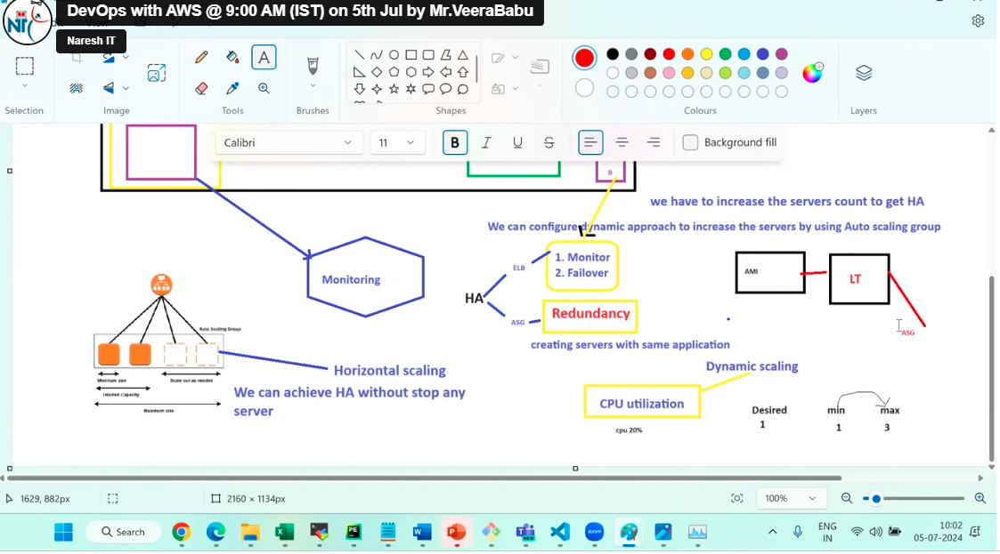 DevOps with AWS @ 9:00 AM (IST) on 5th Jul by Mr.VeeraBabu
Naresh IT
Selection
Image
Tools
Brushes
Shapes
Colours
Layers
Calibri
11
B
I
U
S
Background fill
B
we have to increase the servers count to get HA
We can configure dynamic approach to increase the servers by using Auto scaling group
Monitoring
HA
ELB
1. Monitor
2. Failover
ASG
Redundancy
creating servers with same application
AMI
LT
ASG
Auto Scaling Group
Minimum size
Scale out as needed
Desired Capacity
Maximum size
Horizontal scaling
We can achieve HA without stop any
server
Dynamic scaling
CPU utilization
cpu 20%
Desired
1
min
1
max
3
1629, 882px
2160 × 1134px
100%
Search
ENG
IN
10:02
05-07-2024